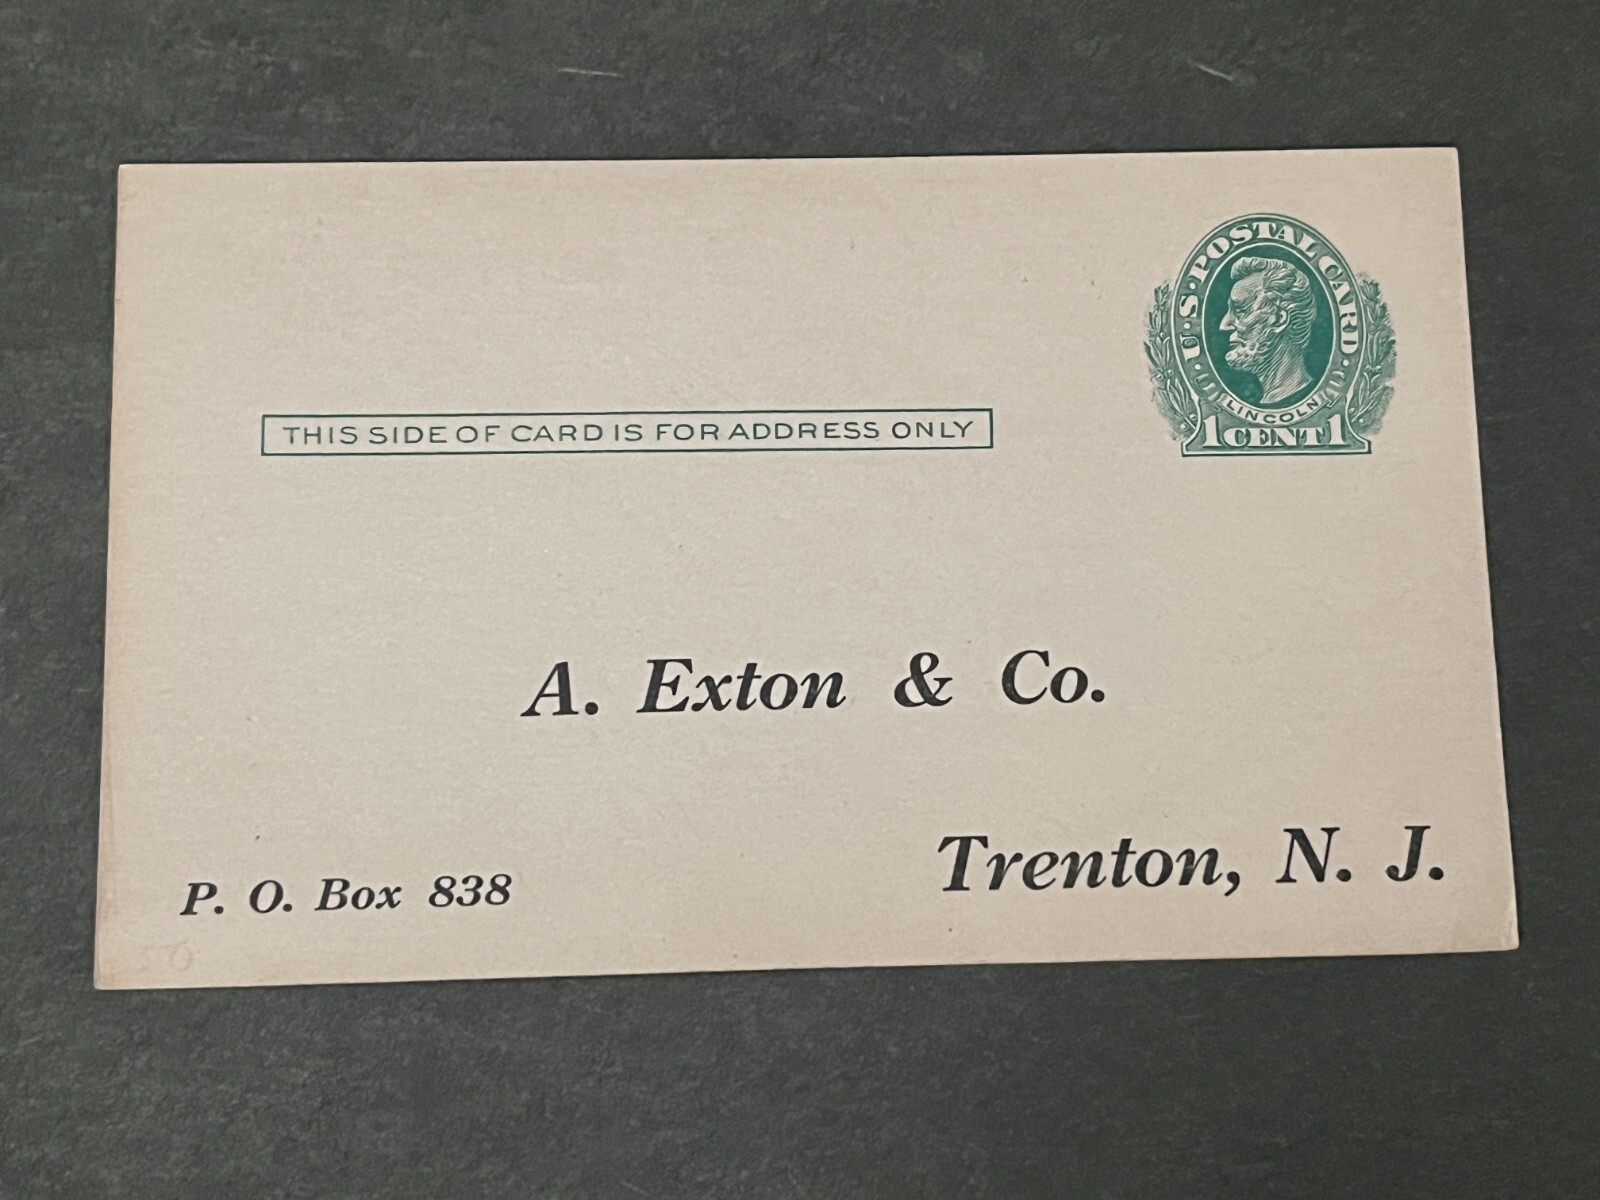 U.S. POSTAL CARD
LINCOLN
1 CENT 1
THIS SIDE OF CARD IS FOR ADDRESS ONLY
A. Exton & Co.
Trenton, N. J.
P. O. Box 838